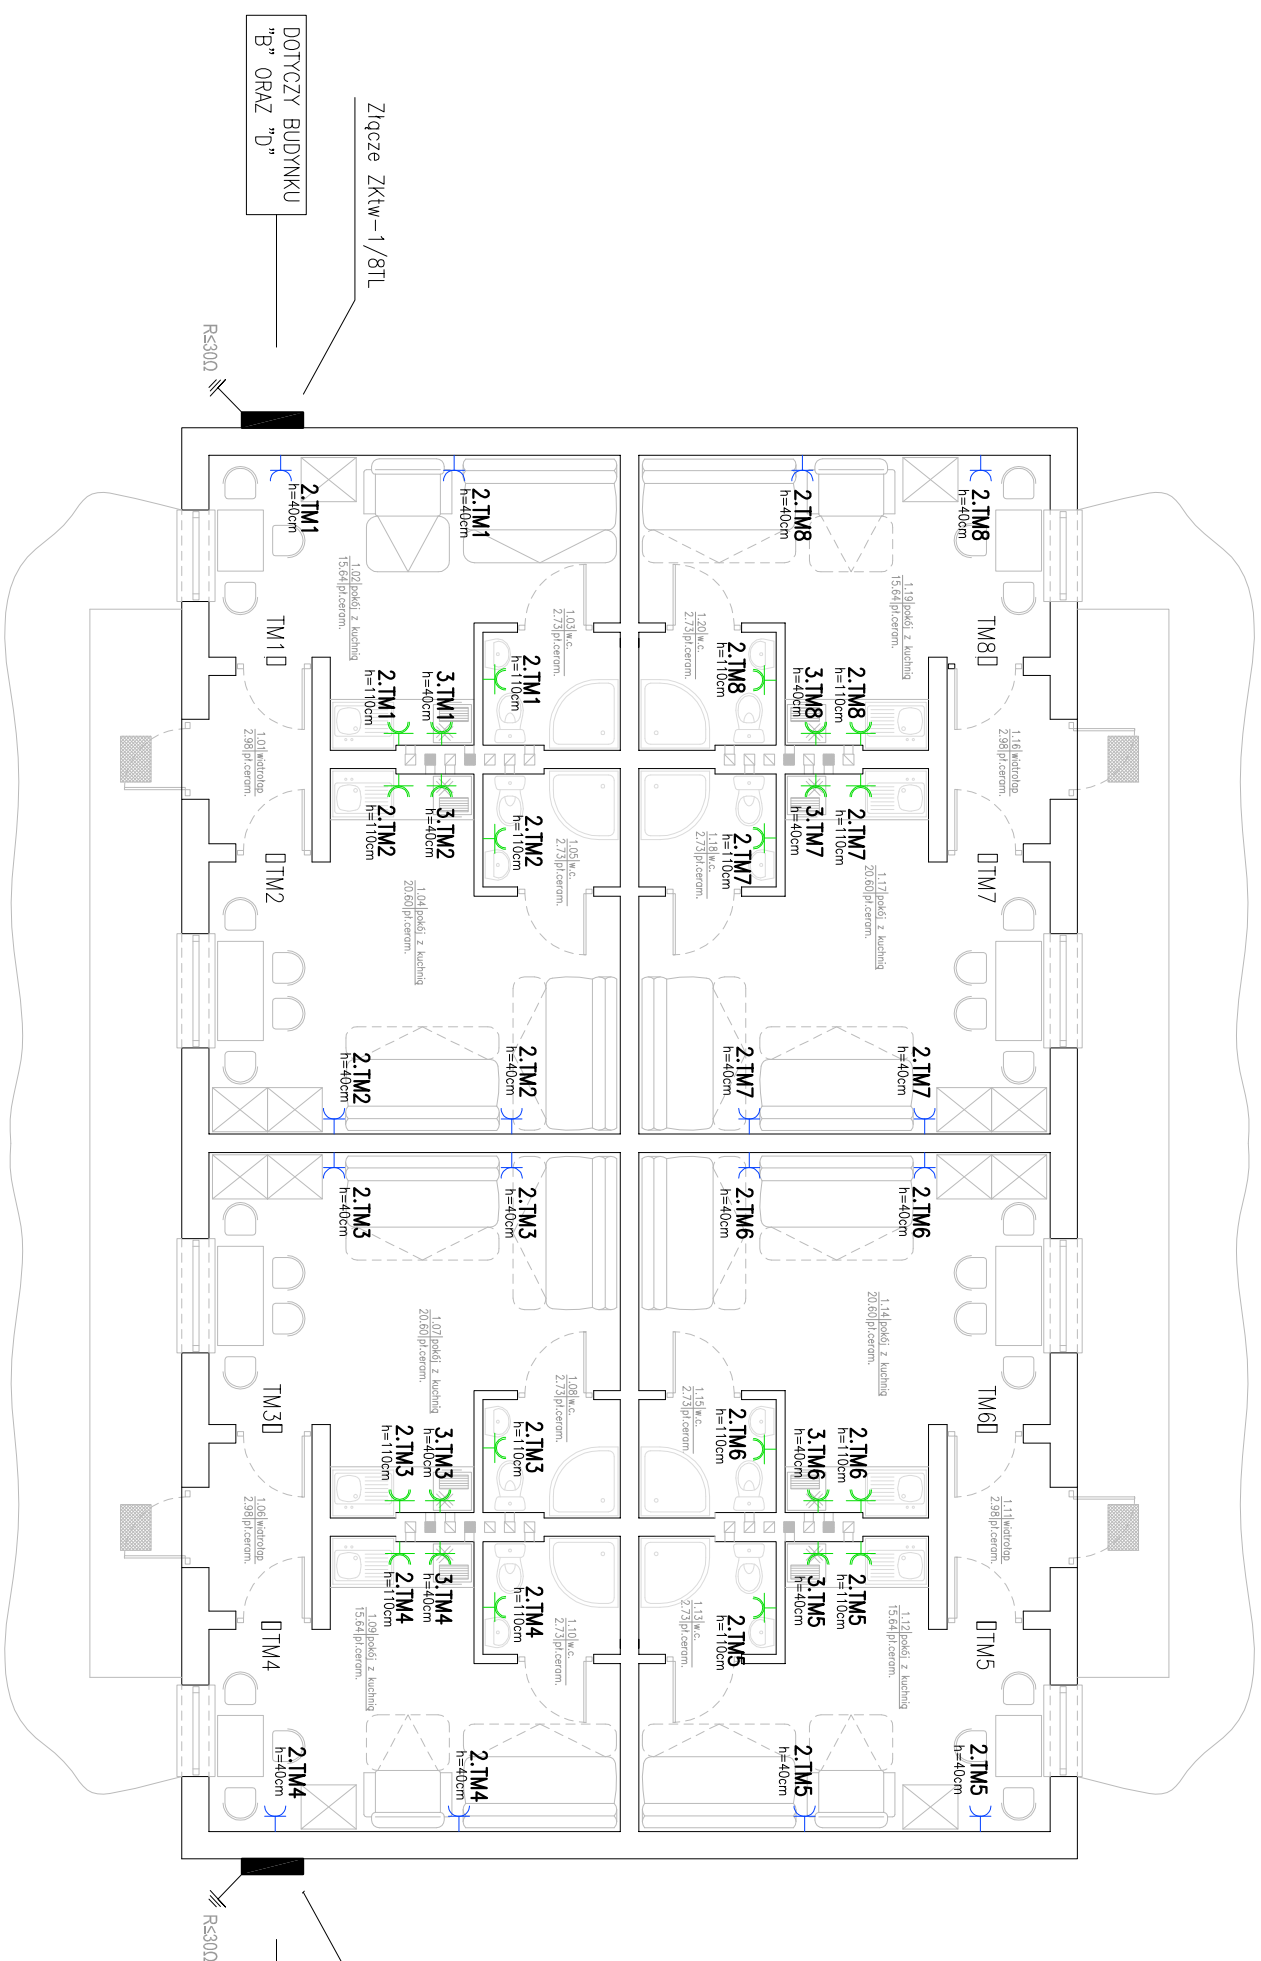 DOTYCZY BUDYNKU
"B" ORAZ "D"
Złącze ZKtw-1/8TL
R≤30Ω
2.TM8
h=40cm
2.TM8
h=40cm
2.TM1
h=40cm
2.TM1
h=40cm
1.19 pokój z kuchnią
15.64 pł.ceram.
1.20 w.c.
2.73 pł.ceram.
1.03 w.c.
2.73 pł.ceram.
1.02 pokój z kuchnią
15.64 pł.ceram.
TM8
TM1
2.TM8
h=110cm
3.TM8
h=40cm
2.TM8
h=110cm
2.TM1
h=110cm
3.TM1
h=40cm
2.TM1
h=110cm
1.16 wiatrołap
2.98 pł.ceram.
1.01 wiatrołap
2.98 pł.ceram.
2.TM7
h=110cm
3.TM7
h=40cm
2.TM7
h=110cm
2.TM2
h=110cm
3.TM2
h=40cm
2.TM2
h=110cm
1.18 w.c.
2.73 pł.ceram.
1.05 w.c.
2.73 pł.ceram.
TM7
TM2
1.17 pokój z kuchnią
20.60 pł.ceram.
1.04 pokój z kuchnią
20.60 pł.ceram.
2.TM7
h=40cm
2.TM7
h=40cm
2.TM2
h=40cm
2.TM2
h=40cm
2.TM6
h=40cm
2.TM6
h=40cm
2.TM3
h=40cm
2.TM3
h=40cm
1.14 pokój z kuchnią
20.60 pł.ceram.
1.07 pokój z kuchnią
20.60 pł.ceram.
1.15 w.c.
2.73 pł.ceram.
1.08 w.c.
2.73 pł.ceram.
TM6
TM3
2.TM6
h=110cm
3.TM6
h=40cm
2.TM6
h=110cm
2.TM3
h=110cm
3.TM3
h=40cm
2.TM3
h=110cm
1.11 wiatrołap
2.98 pł.ceram.
1.06 wiatrołap
2.98 pł.ceram.
2.TM5
h=110cm
3.TM5
h=40cm
2.TM5
h=110cm
2.TM4
h=110cm
3.TM4
h=40cm
2.TM4
h=110cm
1.13 w.c.
2.73 pł.ceram.
1.10 w.c.
2.73 pł.ceram.
TM5
TM4
1.12 pokój z kuchnią
15.64 pł.ceram.
1.09 pokój z kuchnią
15.64 pł.ceram.
2.TM5
h=40cm
2.TM5
h=40cm
2.TM4
h=40cm
2.TM4
h=40cm
R≤30Ω